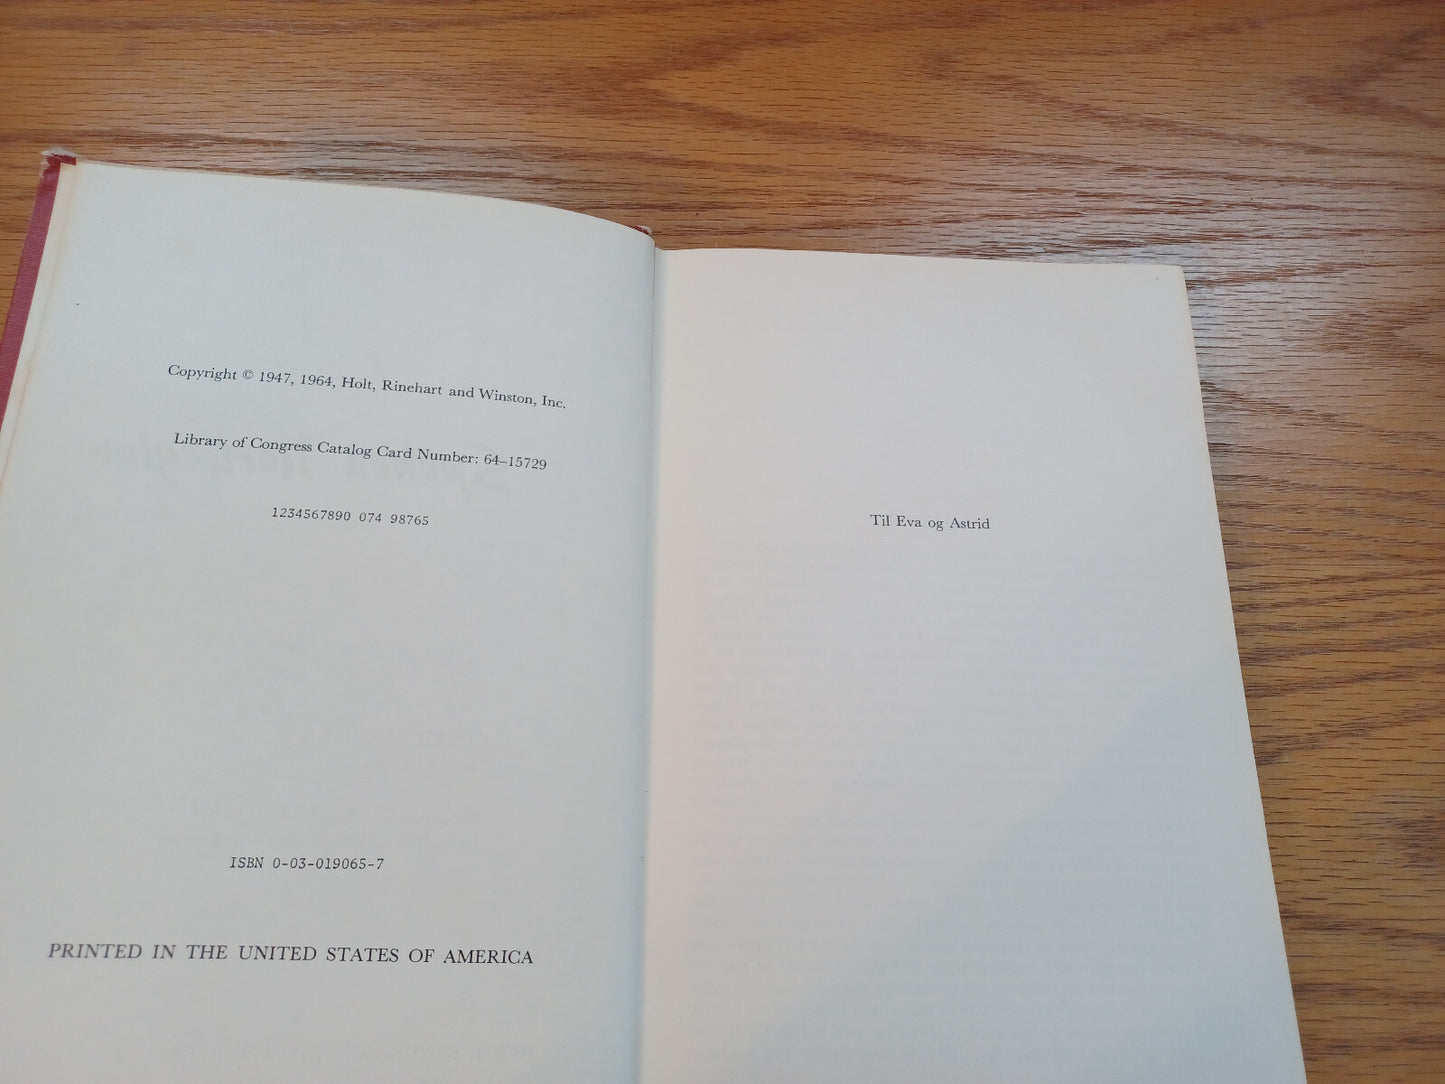 Copyright © 1947, 1964, Holt, Rinehart and Winston, Inc.
Library of Congress Catalog Card Number: 64–15729
1234567890 074 98765
ISBN 0-03-019065-7
PRINTED IN THE UNITED STATES OF AMERICA
Til Eva og Astrid